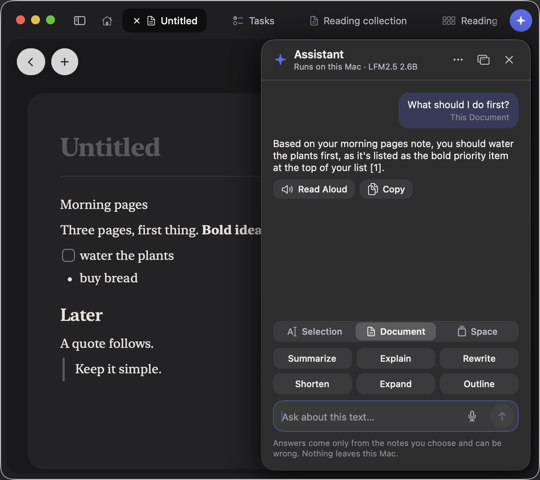 Untitled
Tasks
Reading collection
Reading
Untitled
Morning pages
Three pages, first thing. Bold idea
water the plants
• buy bread
Later
A quote follows.
Keep it simple.
Assistant
Runs on this Mac · LFM2.5 2.6B
What should I do first?
This Document
Based on your morning pages note, you should water
the plants first, as it's listed as the bold priority item
at the top of your list [1].
Read Aloud
Copy
Selection
Document
Space
Summarize
Explain
Rewrite
Shorten
Expand
Outline
Ask about this text...
Answers come only from the notes you choose and can be
wrong. Nothing leaves this Mac.